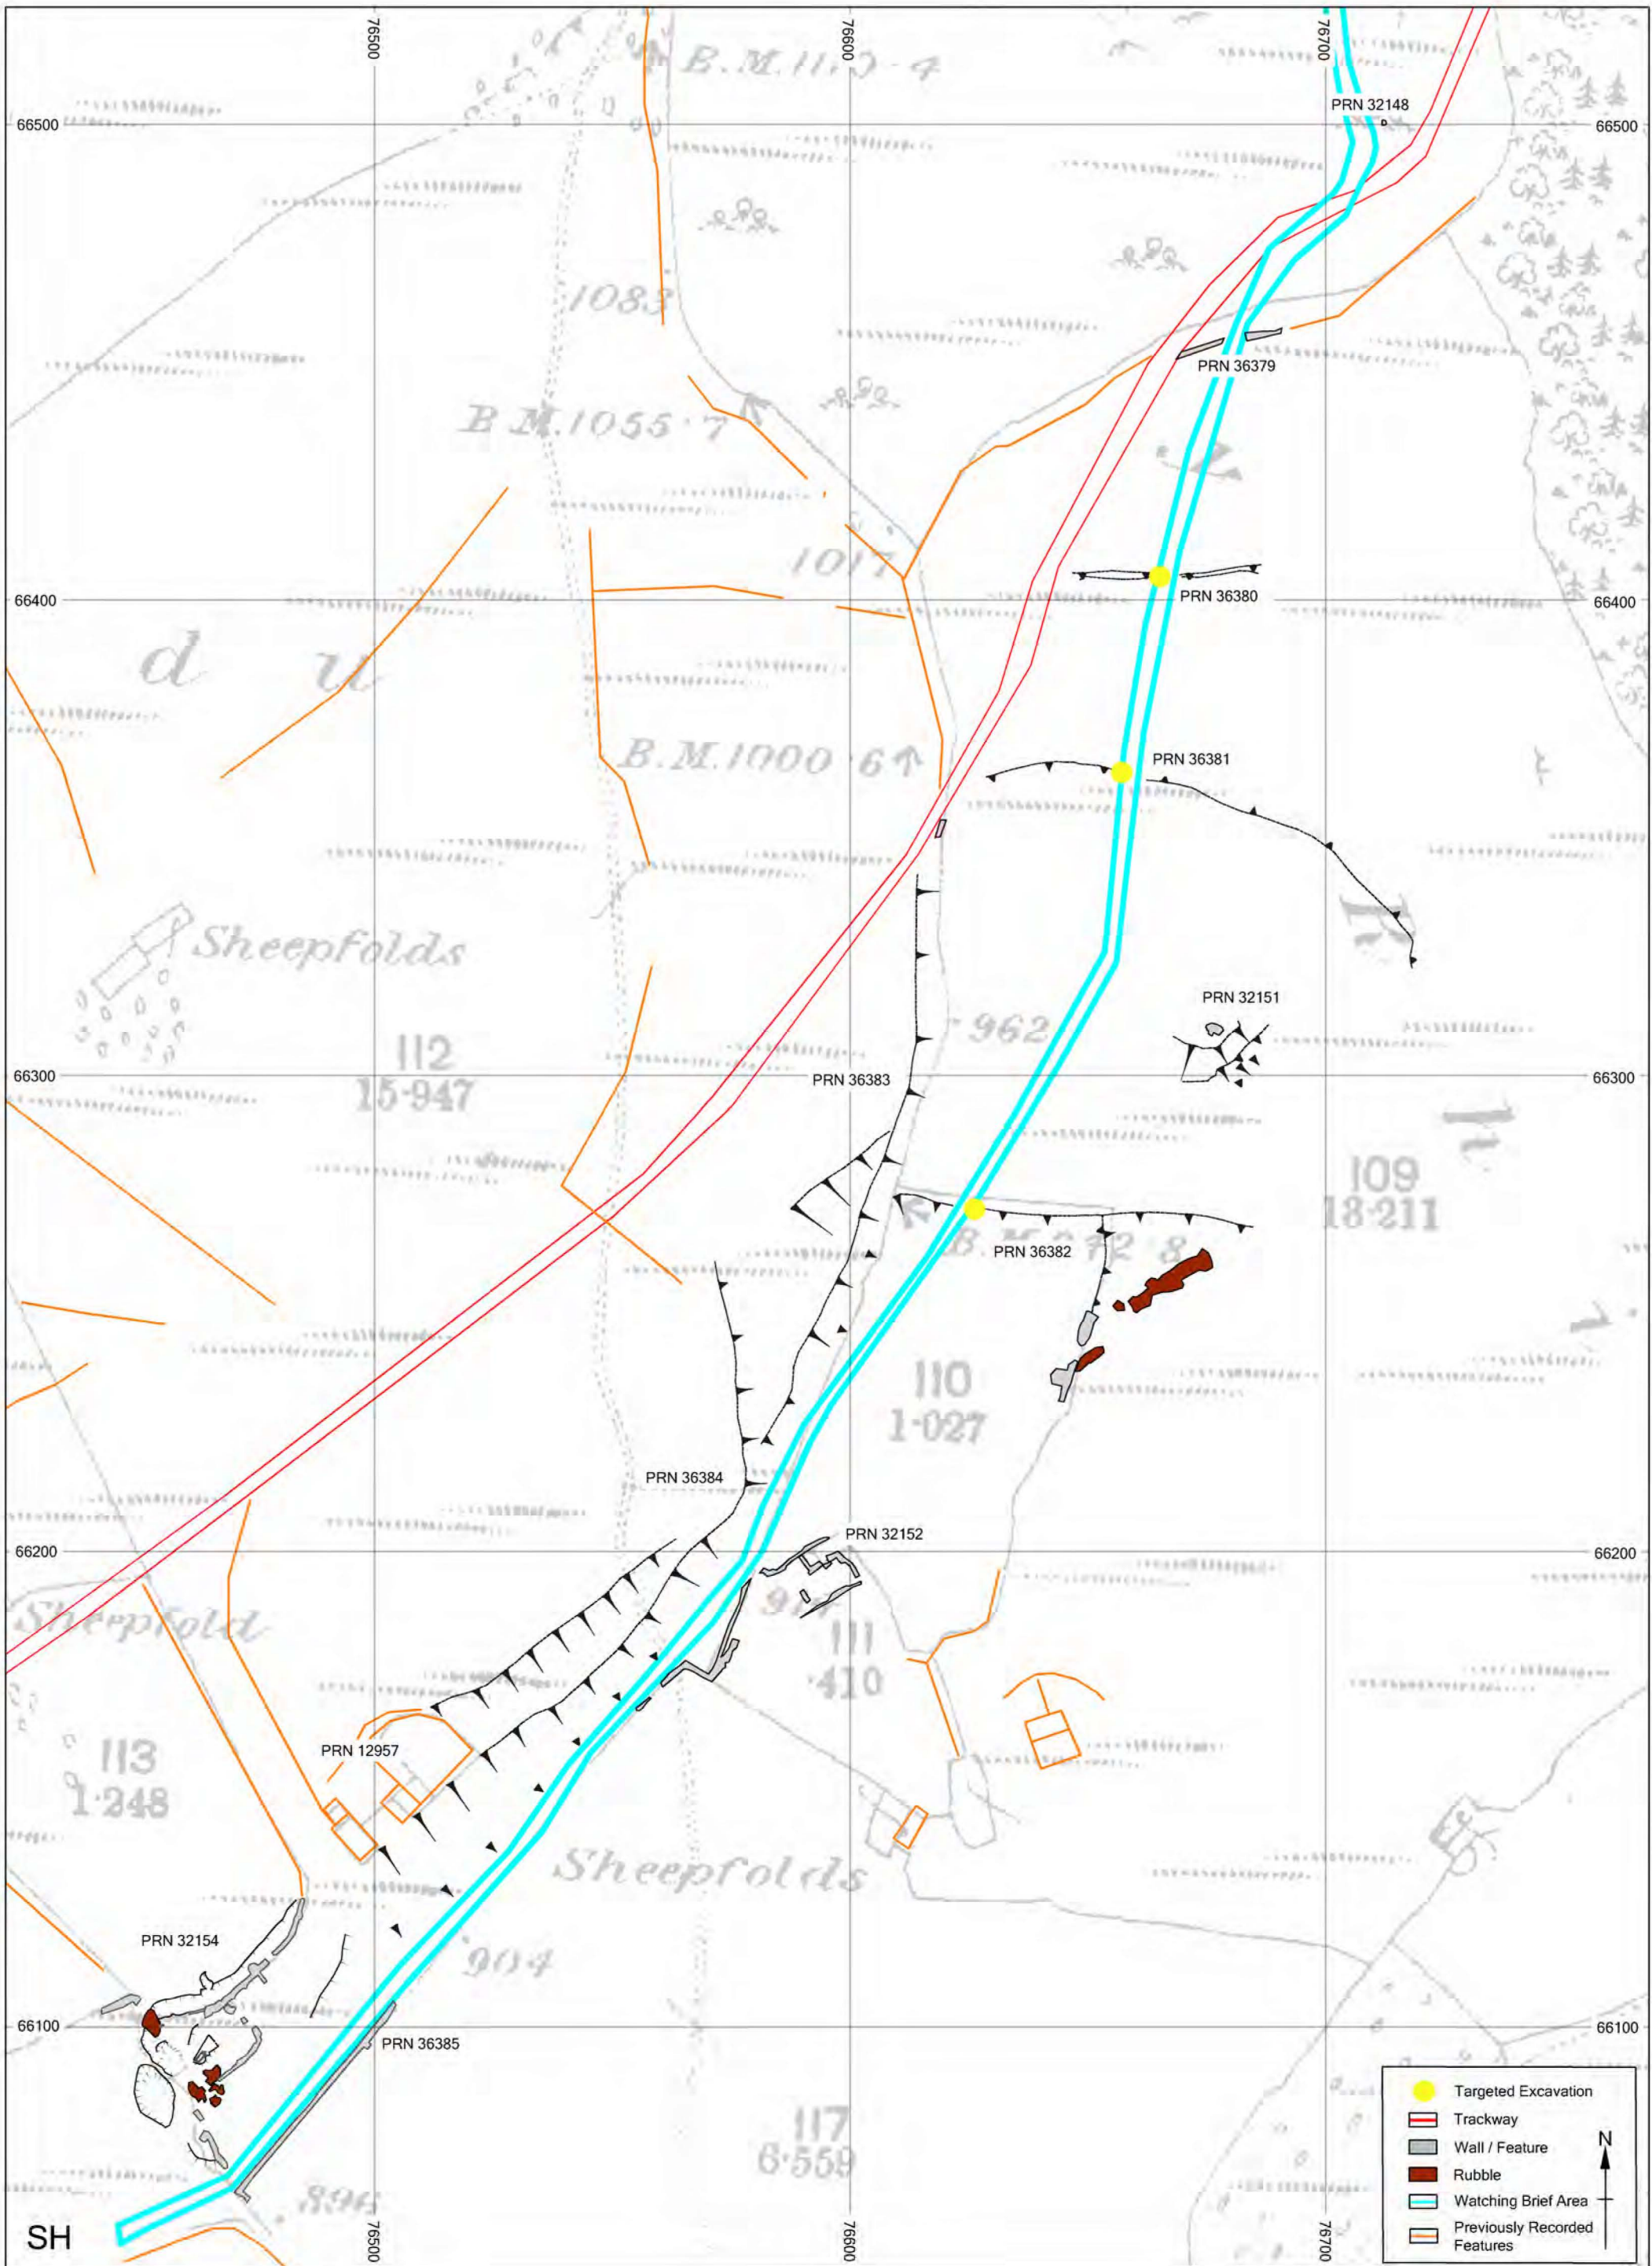 76500
76600
76700
B.M.11
PRN 32148
66500
66500
1083
PRN 36379
B.M.1055·7
1017
66400
PRN 36380
66400
d u
B.M.1000·6
PRN 36381
Sheepfolds
PRN 32151
962
112
15·947
66300
PRN 36383
66300
109
18·211
PRN 36382
110
1·027
PRN 36384
PRN 32152
66200
66200
Sheepfold
111
·410
PRN 12957
113
1·248
Sheepfolds
PRN 32154
904
66100
PRN 36385
66100
117
6·559
896
SH
76500
76600
76700
Targeted Excavation
Trackway
Wall / Feature
Rubble
Watching Brief Area
Previously Recorded
Features
N